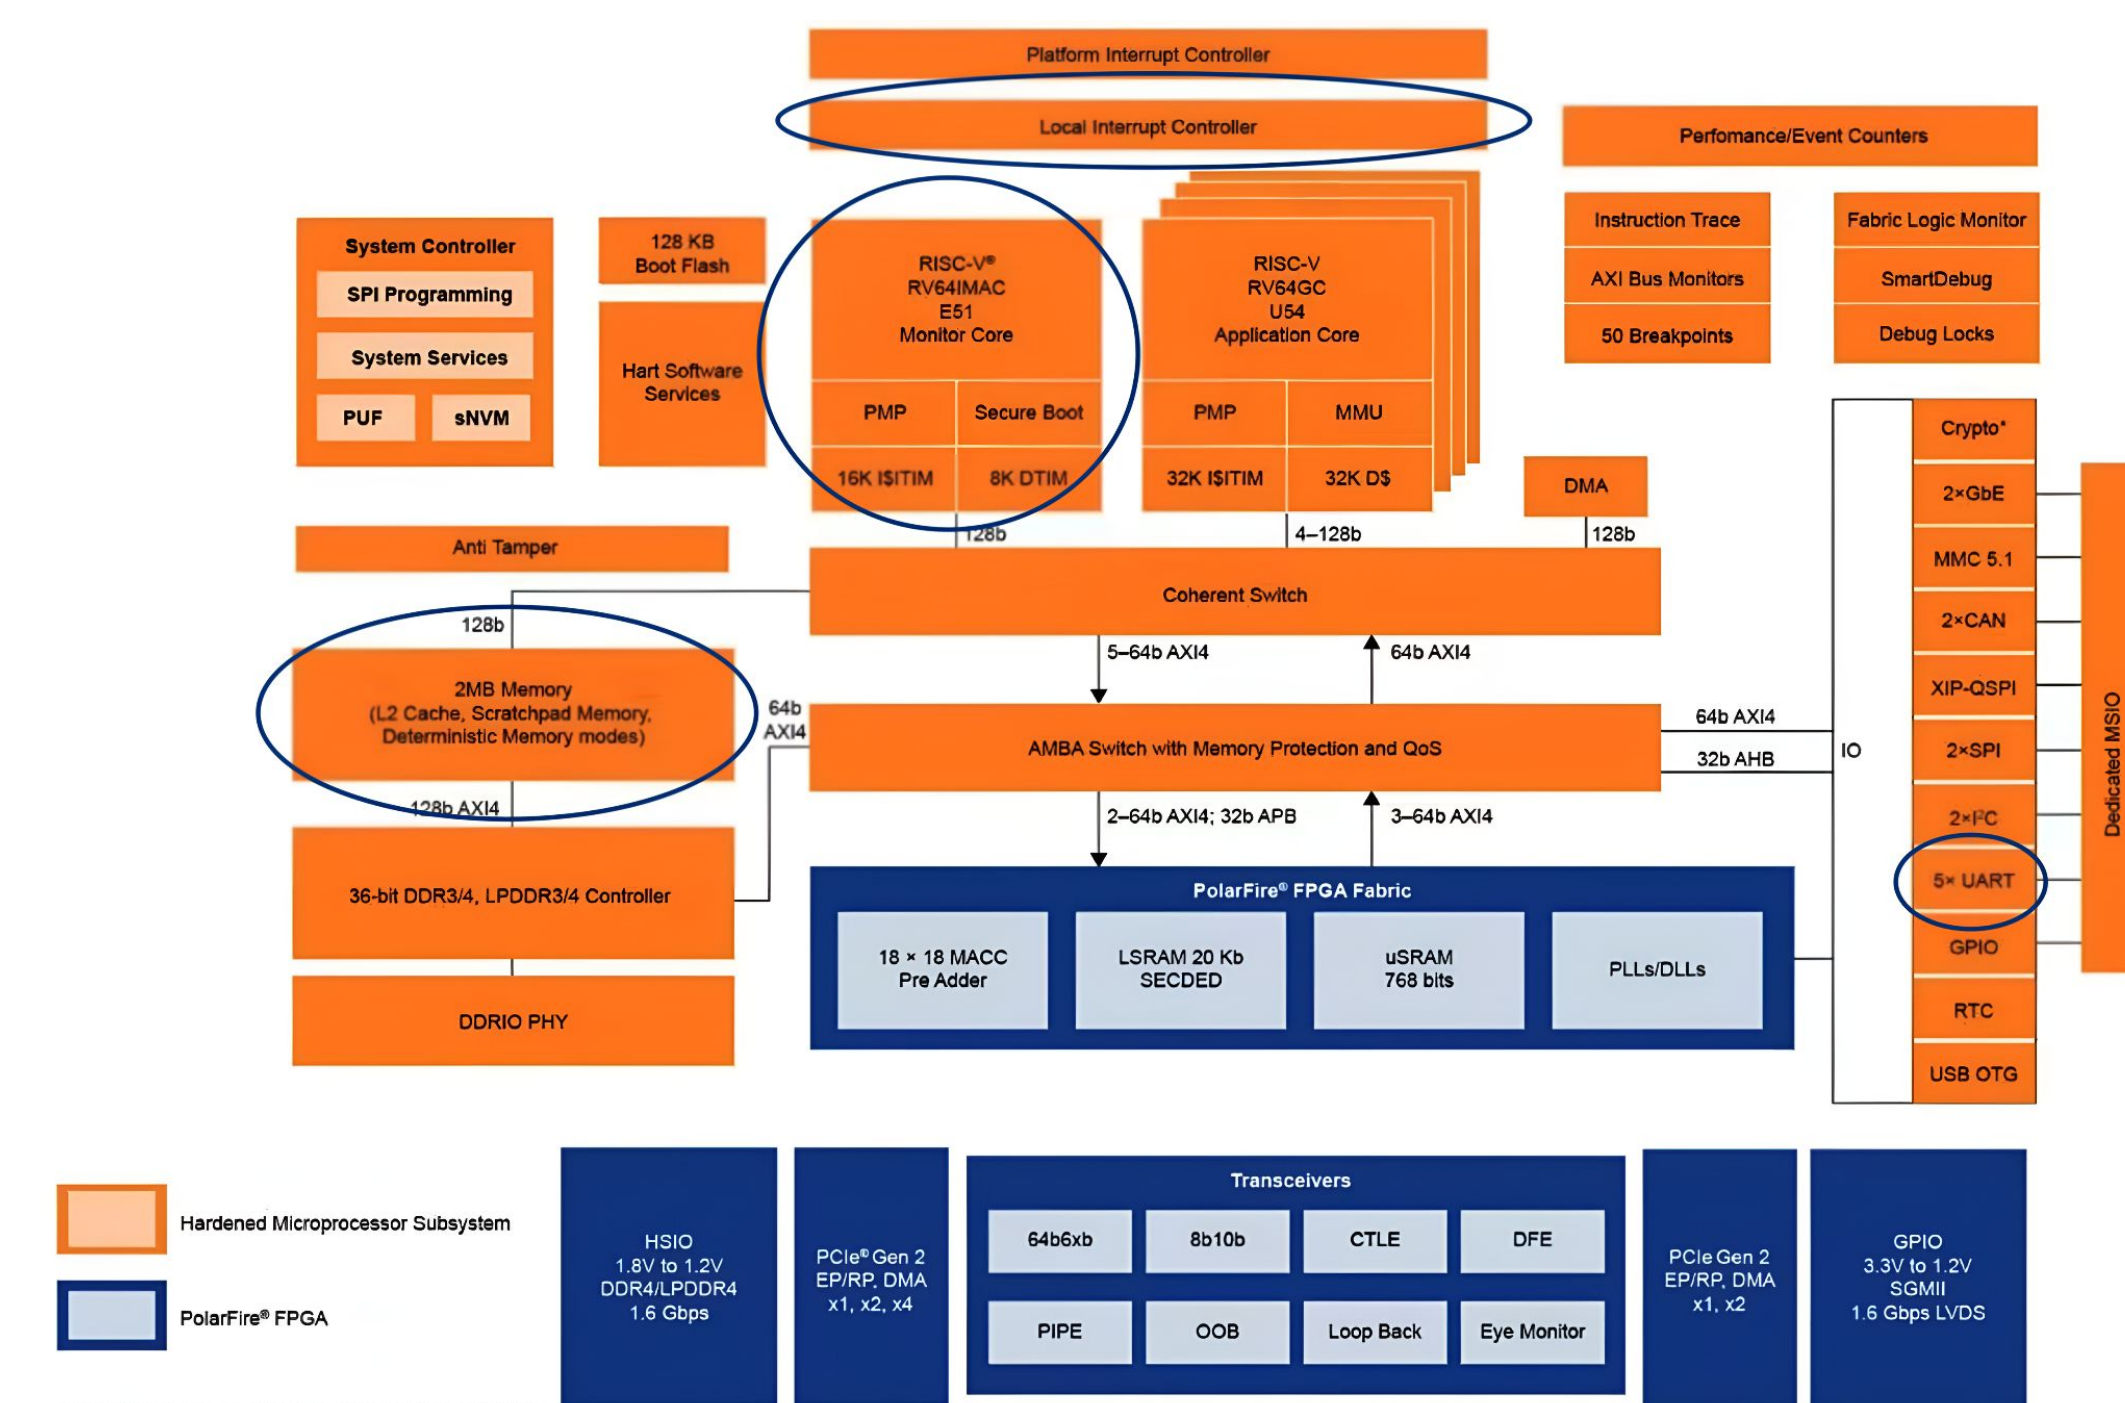 Platform Interrupt Controller
Local Interrupt Controller
Perfomance/Event Counters
System Controller
SPI Programming
System Services
PUF
sNVM
128 KB
Boot Flash
Hart Software
Services
RISC-V®
RV64IMAC
E51
Monitor Core
PMP
Secure Boot
16K I$ITIM
8K DTIM
RISC-V
RV64GC
U54
Application Core
PMP
MMU
32K I$ITIM
32K D$
Instruction Trace
AXI Bus Monitors
50 Breakpoints
Fabric Logic Monitor
SmartDebug
Debug Locks
DMA
128b
4–128b
128b
Anti Tamper
Coherent Switch
128b
2MB Memory
(L2 Cache, Scratchpad Memory,
Deterministic Memory modes)
128b AXI4
5–64b AXI4
64b AXI4
64b
AXI4
AMBA Switch with Memory Protection and QoS
64b AXI4
32b AHB
IO
2–64b AXI4; 32b APB
3–64b AXI4
36-bit DDR3/4, LPDDR3/4 Controller
DDRIO PHY
PolarFire® FPGA Fabric
18 × 18 MACC
Pre Adder
LSRAM 20 Kb
SECDED
uSRAM
768 bits
PLLs/DLLs
Crypto*
2×GbE
MMC 5.1
2×CAN
XIP-QSPI
2×SPI
2×I²C
5× UART
GPIO
RTC
USB OTG
Dedicated MSIO
Hardened Microprocessor Subsystem
PolarFire® FPGA
HSIO
1.8V to 1.2V
DDR4/LPDDR4
1.6 Gbps
PCIe® Gen 2
EP/RP, DMA
x1, x2, x4
Transceivers
64b6xb
8b10b
CTLE
DFE
PIPE
OOB
Loop Back
Eye Monitor
PCIe Gen 2
EP/RP, DMA
x1, x2
GPIO
3.3V to 1.2V
SGMII
1.6 Gbps LVDS